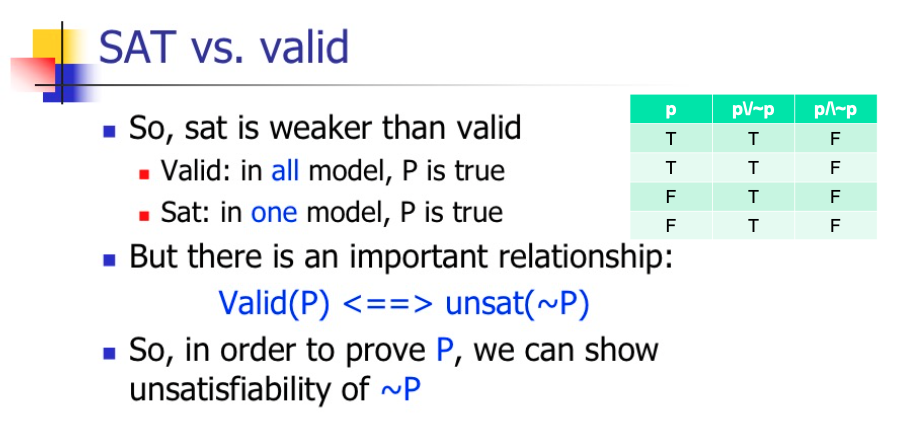 SAT vs. valid
So, sat is weaker than valid
Valid: in all model, P is true
Sat: in one model, P is true
But there is an important relationship:
Valid(P) <==> unsat(~P)
So, in order to prove P, we can show
unsatisfiability of ~P
p p\/~p p/\~p
T T F
T T F
F T F
F T F